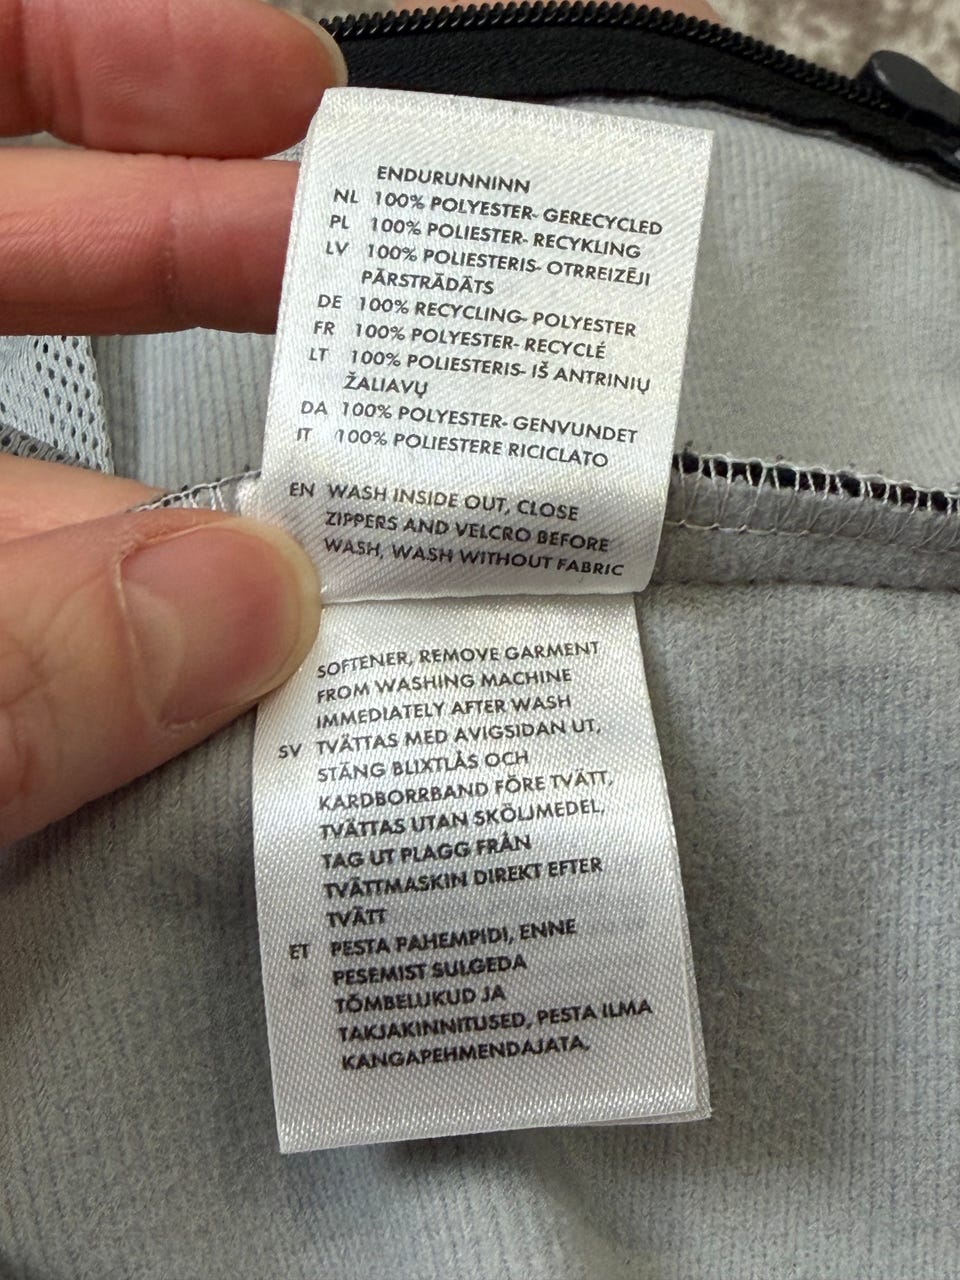 ENDURUNNINN
NL 100% POLYESTER- GERECYCLED
PL 100% POLIESTER- RECYKLING
LV 100% POLIESTERIS- OTRREIZĒJI
PĀRSTRĀDĀTS
DE 100% RECYCLING- POLYESTER
FR 100% POLYESTER- RECYCLÉ
LT 100% POLIESTERIS- IŠ ANTRINIŲ
ŽALIAVŲ
DA 100% POLYESTER- GENVUNDET
IT 100% POLIESTERE RICICLATO
EN WASH INSIDE OUT, CLOSE
ZIPPERS AND VELCRO BEFORE
WASH, WASH WITHOUT FABRIC
SOFTENER, REMOVE GARMENT
FROM WASHING MACHINE
IMMEDIATELY AFTER WASH
SV TVÄTTAS MED AVIGSIDAN UT,
STÄNG BLIXTLÅS OCH
KARDBORRBAND FÖRE TVÄTT,
TVÄTTAS UTAN SKÖLJMEDEL,
TAG UT PLAGG FRÅN
TVÄTTMASKIN DIREKT EFTER
TVÄTT
ET PESTA PAHEMPIDI, ENNE
PESEMIST SULGEDA
TÕMBELUKUD JA
TAKJAKINNITUSED, PESTA ILMA
KANGAPEHMENDAJATA,